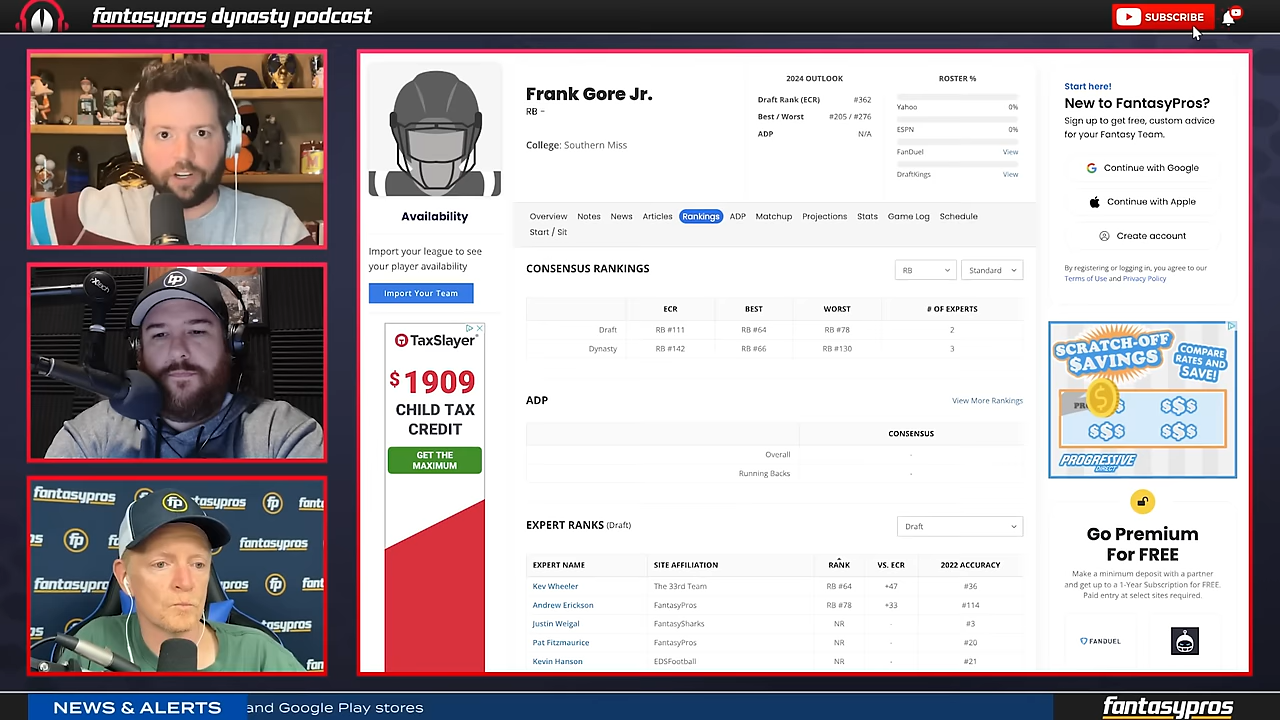 fantasypros dynasty podcast
SUBSCRIBE
Frank Gore Jr.
RB -
College: Southern Miss
2024 OUTLOOK
Draft Rank (ECR) #362
Best / Worst #205 / #276
ADP N/A
ROSTER %
Yahoo 0%
ESPN 0%
FanDuel View
DraftKings View
Start here!
New to FantasyPros?
Sign up to get free, custom advice
for your Fantasy Team.
Continue with Google
Continue with Apple
Create account
By registering or logging in, you agree to our
Terms of Use and Privacy Policy
Availability
Import your league to see
your player availability
Import Your Team
Overview Notes News Articles Rankings ADP Matchup Projections Stats Game Log Schedule
Start / Sit
CONSENSUS RANKINGS
RB
Standard
ECR BEST WORST # OF EXPERTS
Draft RB #111 RB #64 RB #78 2
Dynasty RB #142 RB #66 RB #130 3
ADP
View More Rankings
CONSENSUS
Overall -
Running Backs -
EXPERT RANKS (Draft)
Draft
EXPERT NAME SITE AFFILIATION RANK VS. ECR 2022 ACCURACY
Kev Wheeler The 33rd Team RB #64 +47 #36
Andrew Erickson FantasyPros RB #78 +33 #114
Justin Weigal FantasySharks NR - #3
Pat Fitzmaurice FantasyPros NR - #20
Kevin Hanson EDSFootball NR - #21
TaxSlayer
$1909
CHILD TAX
CREDIT
GET THE
MAXIMUM
SCRATCH-OFF
$AVINGS
COMPARE
RATES AND
SAVE!
$$$
$$$
$$$
PROGRESSIVE
DIRECT
Go Premium
For FREE
Make a minimum deposit with a partner
and get up to a 1-Year Subscription for FREE.
Paid entry at select sites required.
FANDUEL
fp
fantasypros
fantasypros
fp
fp
fantasypros
fp
NEWS & ALERTS
and Google Play stores
fantasypros